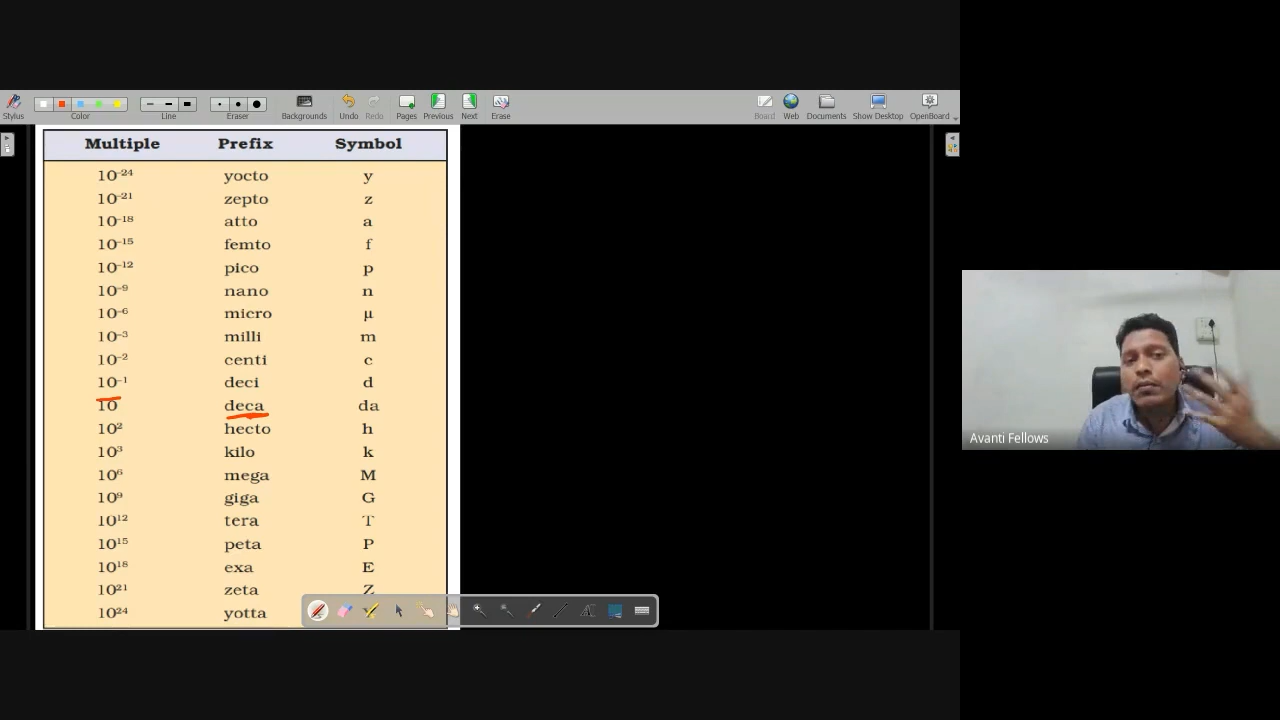 Stylus Color Line Eraser Backgrounds Undo Redo Pages Previous Next Erase Board Web Documents Show Desktop OpenBoard
Multiple Prefix Symbol
10⁻²⁴ yocto y
10⁻²¹ zepto z
10⁻¹⁸ atto a
10⁻¹⁵ femto f
10⁻¹² pico p
10⁻⁹ nano n
10⁻⁶ micro μ
10⁻³ milli m
10⁻² centi c
10⁻¹ deci d
10 deca da
10² hecto h
10³ kilo k
10⁶ mega M
10⁹ giga G
10¹² tera T
10¹⁵ peta P
10¹⁸ exa E
10²¹ zeta Z
10²⁴ yotta
Avanti Fellows